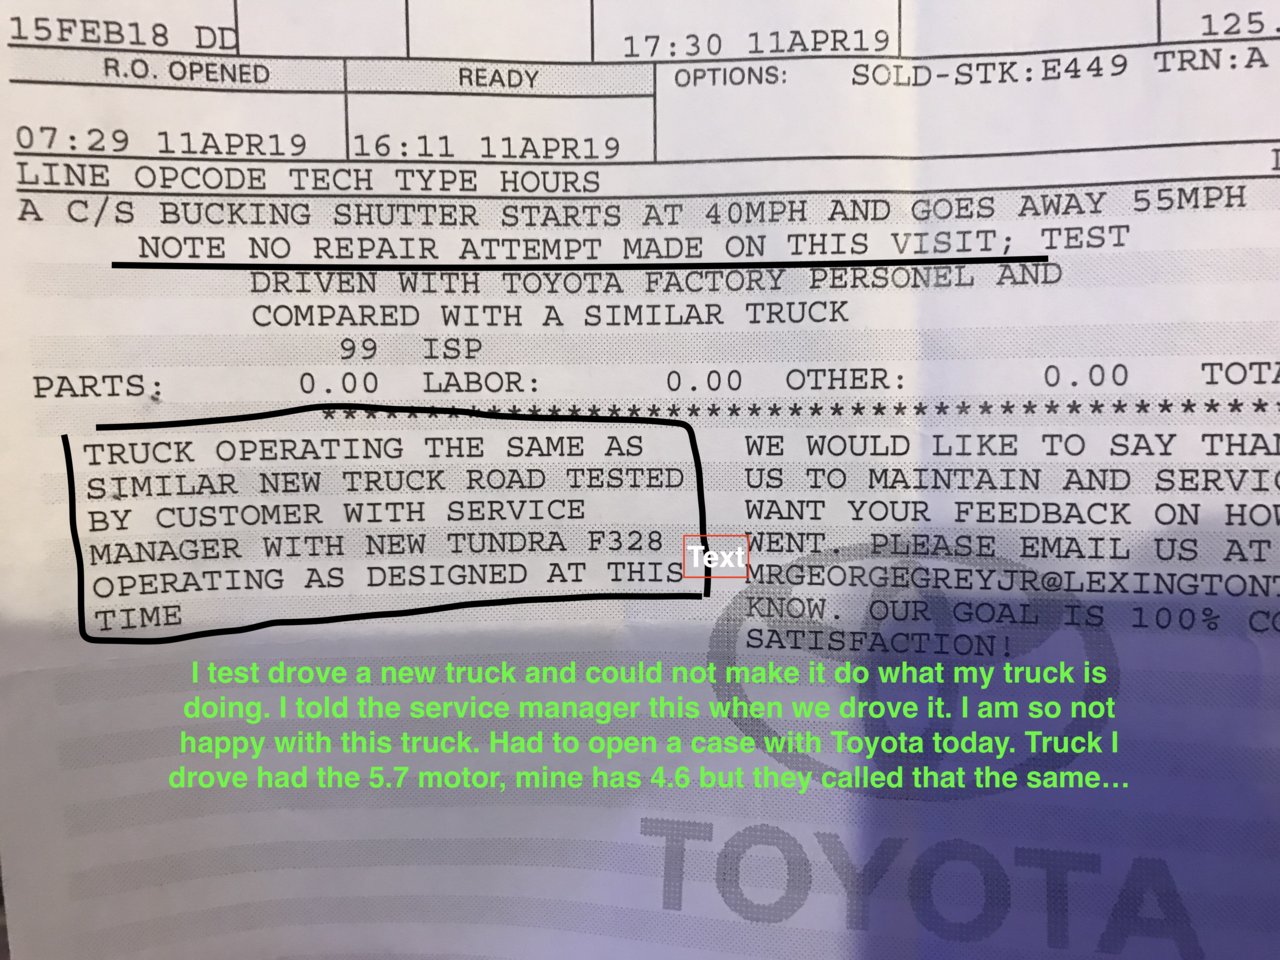 15FEB18 DD
17:30 11APR19
125.
R.O. OPENED
READY
OPTIONS: SOLD-STK:E449 TRN:A
07:29 11APR19
16:11 11APR19
LINE OPCODE TECH TYPE HOURS
A C/S BUCKING SHUTTER STARTS AT 40MPH AND GOES AWAY 55MPH
NOTE NO REPAIR ATTEMPT MADE ON THIS VISIT; TEST
DRIVEN WITH TOYOTA FACTORY PERSONEL AND
COMPARED WITH A SIMILAR TRUCK
99 ISP
PARTS: 0.00 LABOR: 0.00 OTHER: 0.00
****************************************************
TRUCK OPERATING THE SAME AS
SIMILAR NEW TRUCK ROAD TESTED
BY CUSTOMER WITH SERVICE
MANAGER WITH NEW TUNDRA F328
OPERATING AS DESIGNED AT THIS
TIME
Text
WE WOULD LIKE TO SAY
US TO MAINTAIN AND
WANT YOUR FEEDBACK ON
WENT. PLEASE EMAIL US AT
MRGEORGEGREYJR@LEXINGTONT
KNOW. OUR GOAL IS 100%
SATISFACTION!
I test drove a new truck and could not make it do what my truck is
doing. I told the service manager this when we drove it. I am so not
happy with this truck. Had to open a case with Toyota today. Truck I
drove had the 5.7 motor, mine has 4.6 but they called that the same...
TOYOTA